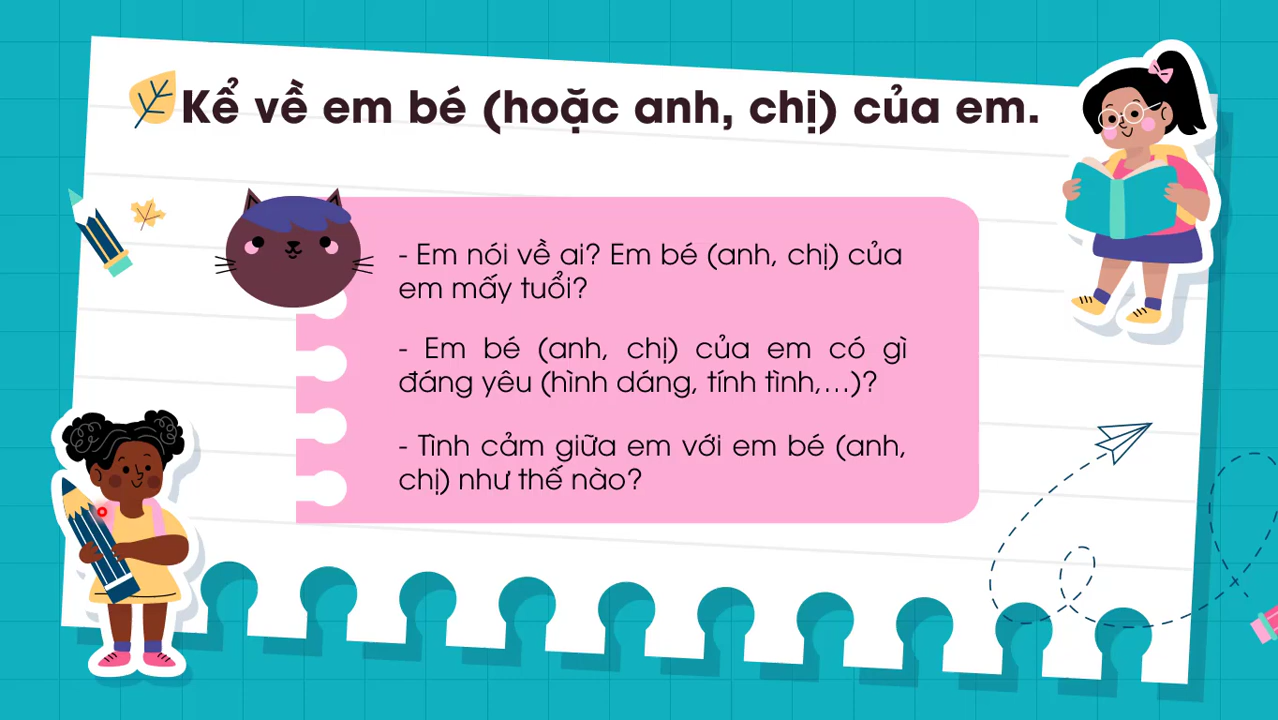 Kể về em bé (hoặc anh, chị) của em.
- Em nói về ai? Em bé (anh, chị) của
em mấy tuổi?
- Em bé (anh, chị) của em có gì
đáng yêu (hình dáng, tính tình,...)?
- Tình cảm giữa em với em bé (anh,
chị) như thế nào?